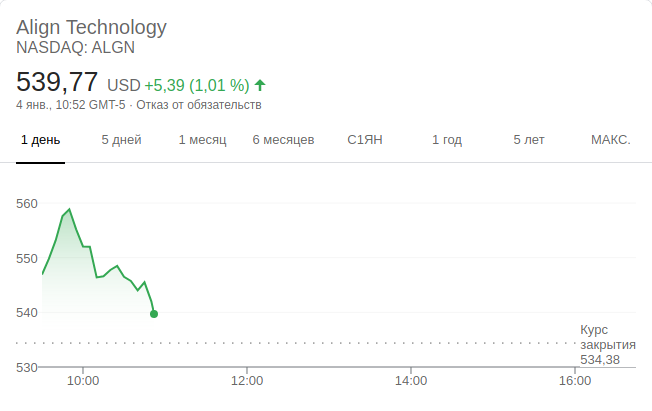 Align Technology
NASDAQ: ALGN
539,77 USD +5,39 (1,01 %)
4 янв., 10:52 GMT-5 · Отказ от обязательств
1 день 5 дней 1 месяц 6 месяцев С1ЯН 1 год 5 лет МАКС.
560
550
540
Курс
закрытия
534,38
530
10:00 12:00 14:00 16:00